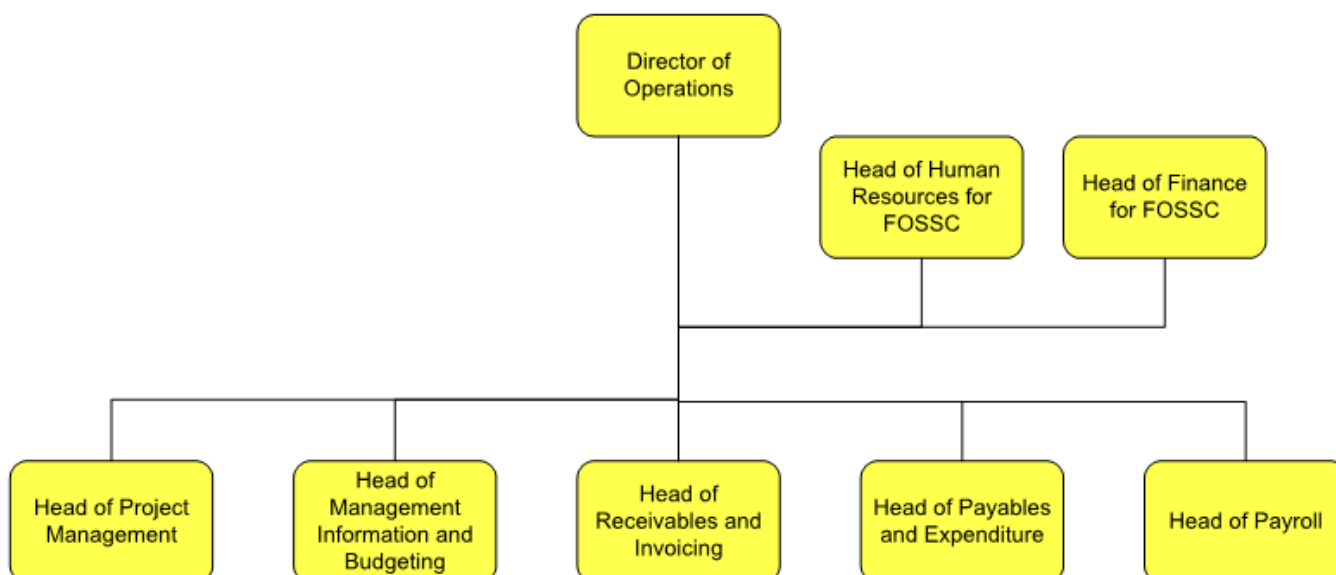 Director of
Operations
Head of Human
Resources for
FOSSC
Head of Finance
for FOSSC
Head of Project
Management
Head of
Management
Information and
Budgeting
Head of
Receivables and
Invoicing
Head of Payables
and Expenditure
Head of Payroll